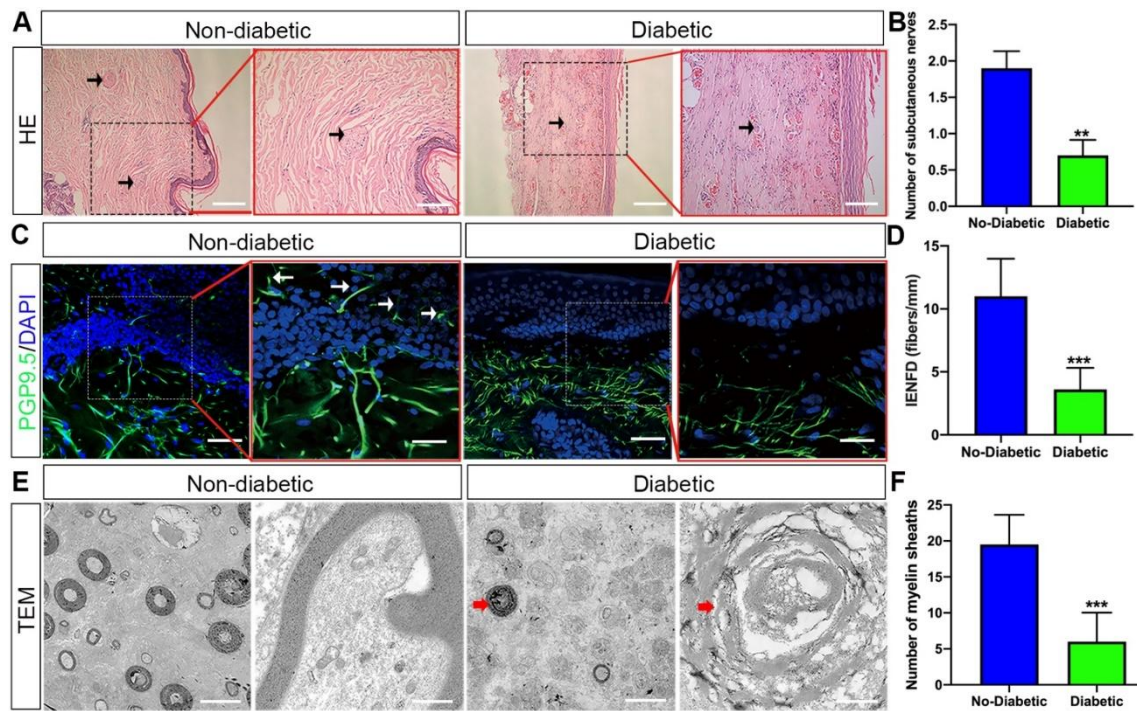 A
Non-diabetic
Diabetic
HE
B
Number of subcutaneous nerves
2.5
2.0
1.5
1.0
0.5
0.0
**
No-Diabetic Diabetic
C
Non-diabetic
Diabetic
PGP9.5/DAPI
D
IENFD (fibers/mm)
15
10
5
0
***
No-Diabetic Diabetic
E
Non-diabetic
Diabetic
TEM
F
Number of myelin sheaths
25
20
15
10
5
0
***
No-Diabetic Diabetic